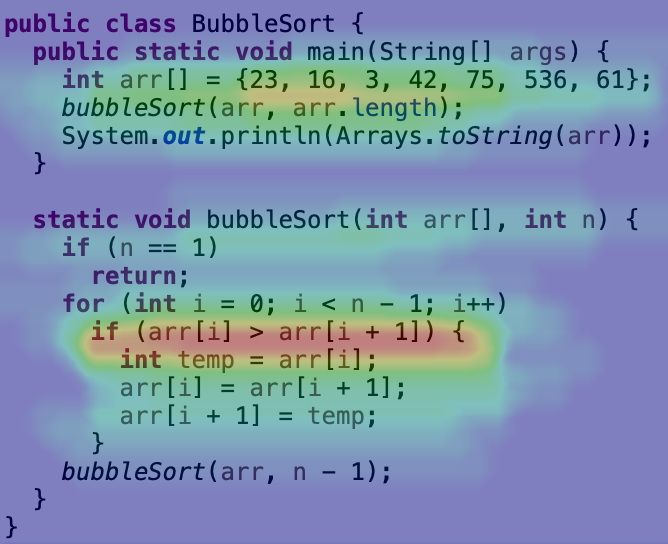 public class BubbleSort {
  public static void main(String[] args) {
    int arr[] = {23, 16, 3, 42, 75, 536, 61};
    bubbleSort(arr, arr.length);
    System.out.println(Arrays.toString(arr));
  }

  static void bubbleSort(int arr[], int n) {
    if (n == 1)
      return;
    for (int i = 0; i < n - 1; i++)
      if (arr[i] > arr[i + 1]) {
        int temp = arr[i];
        arr[i] = arr[i + 1];
        arr[i + 1] = temp;
      }
    bubbleSort(arr, n - 1);
  }
}